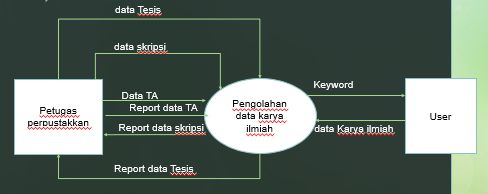 data Tesis
data skripsi
Data TA
Report data TA
Report data skripsi
Report data Tesis
Petugas
perpustakkan
Pengolahan
data karya
ilmiah
Keyword
data Karya ilmiah
User